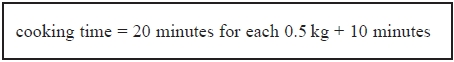 cooking time = 20 minutes for each 0.5 kg + 10 minutes